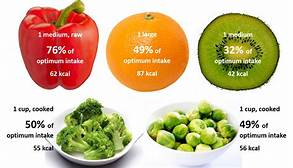 1 medium, raw
76% of
optimum intake
62 kcal
1 large
49% of
optimum intake
87 kcal
1 medium
32% of
optimum intake
42 kcal
1 cup, cooked
50% of
optimum intake
55 kcal
1 cup, cooked
49% of
optimum intake
56 kcal